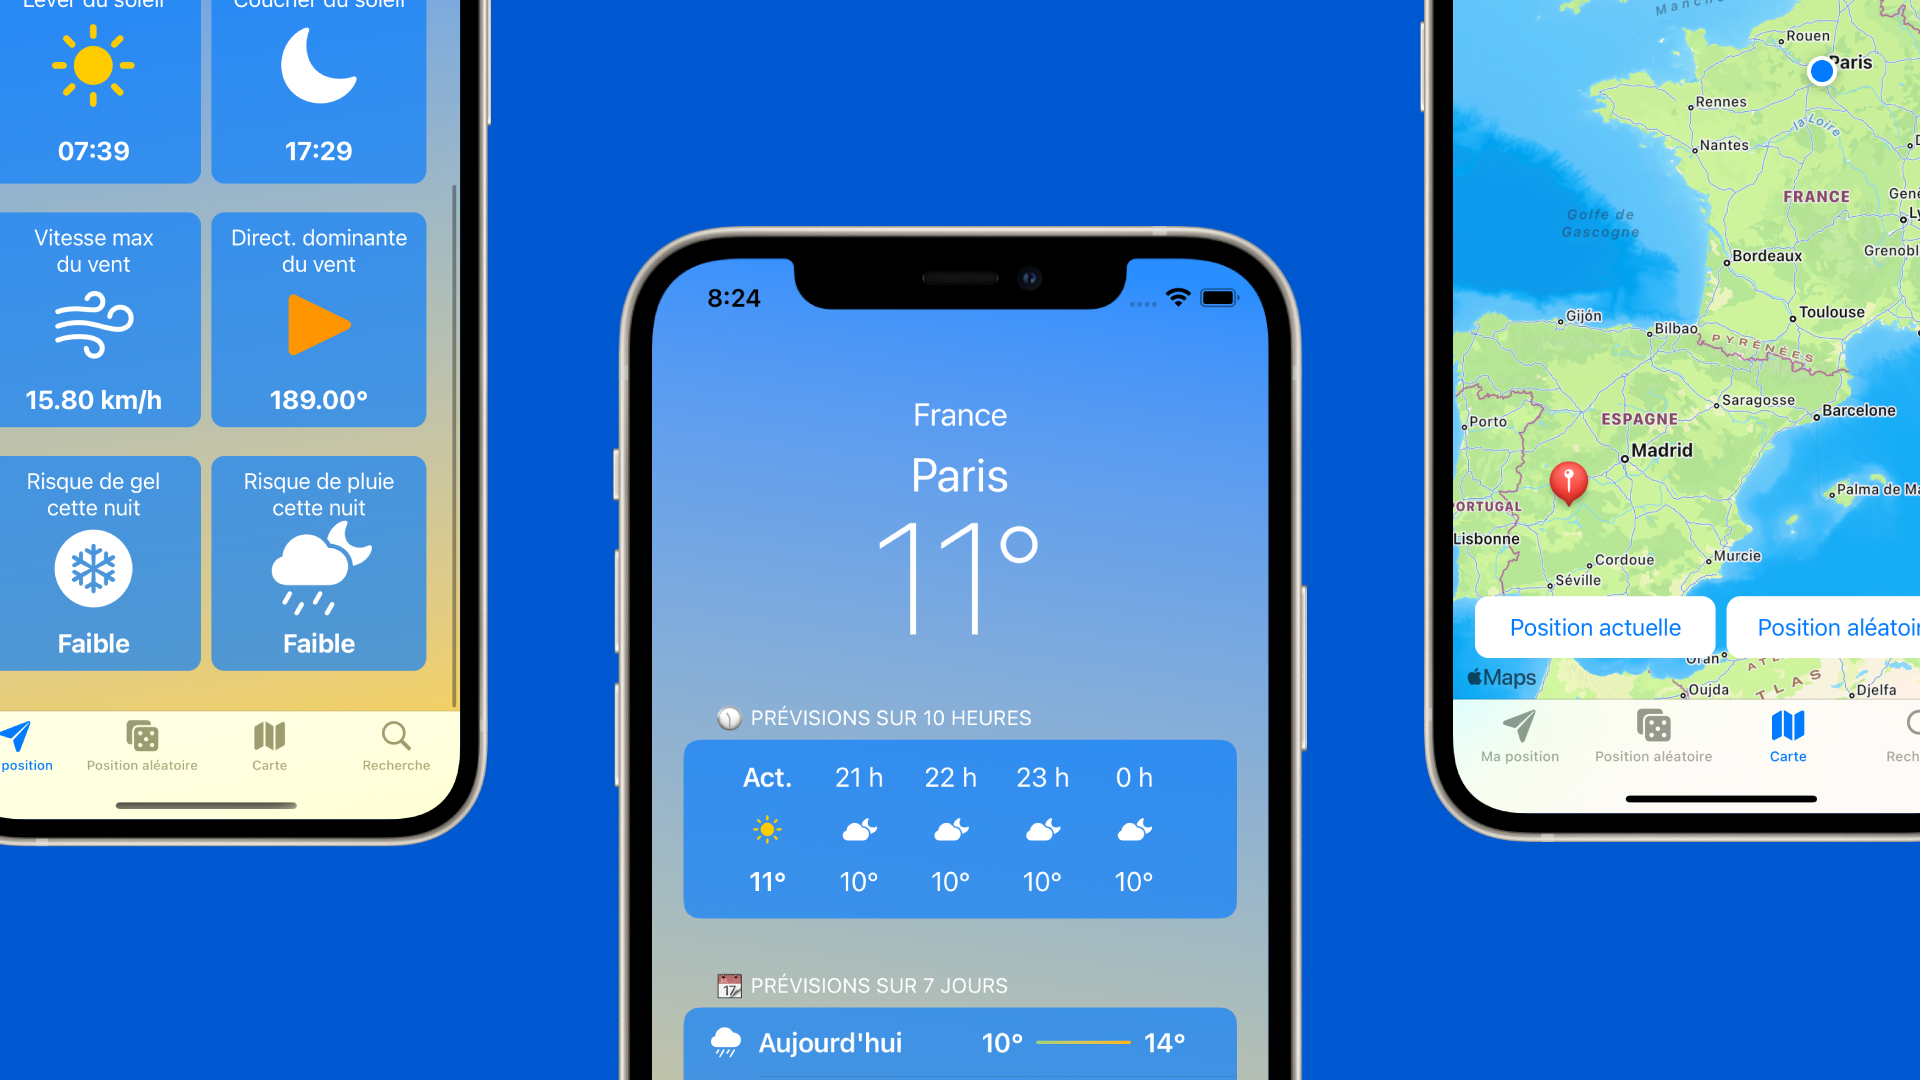 Lever du soleil
Coucher du soleil
07:39
17:29
Vitesse max
du vent
Direct. dominante
du vent
15.80 km/h
189.00°
Risque de gel
cette nuit
Risque de pluie
cette nuit
Faible
Faible
position
Position aléatoire
Carte
Recherche
8:24
France
Paris
11°
PRÉVISIONS SUR 10 HEURES
Act.
21 h
22 h
23 h
0 h
11°
10°
10°
10°
10°
17
PRÉVISIONS SUR 7 JOURS
Aujourd'hui
10°
14°
Manche
Rouen
Paris
Rennes
la Loire
Nantes
FRANCE
Golfe de
Gascogne
Bordeaux
Grenobl
Toulouse
Gijón
Bilbao
PYRÉNÉES
Saragosse
Barcelone
Porto
ESPAGNE
Madrid
Palma de Ma
PORTUGAL
Lisbonne
Cordoue
Murcie
Séville
Position actuelle
Position aléatoir
Oran
ATLAS
Maps
Oujda
Djelfa
Ma position
Position aléatoire
Carte
Rech